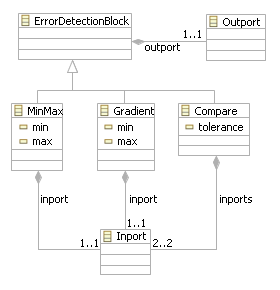 ErrorDetectionBlock
Outport
1..1
outport
MinMax
min
max
Gradient
min
max
Compare
tolerance
inport
inport
inports
1..1
1..1
2..2
Inport